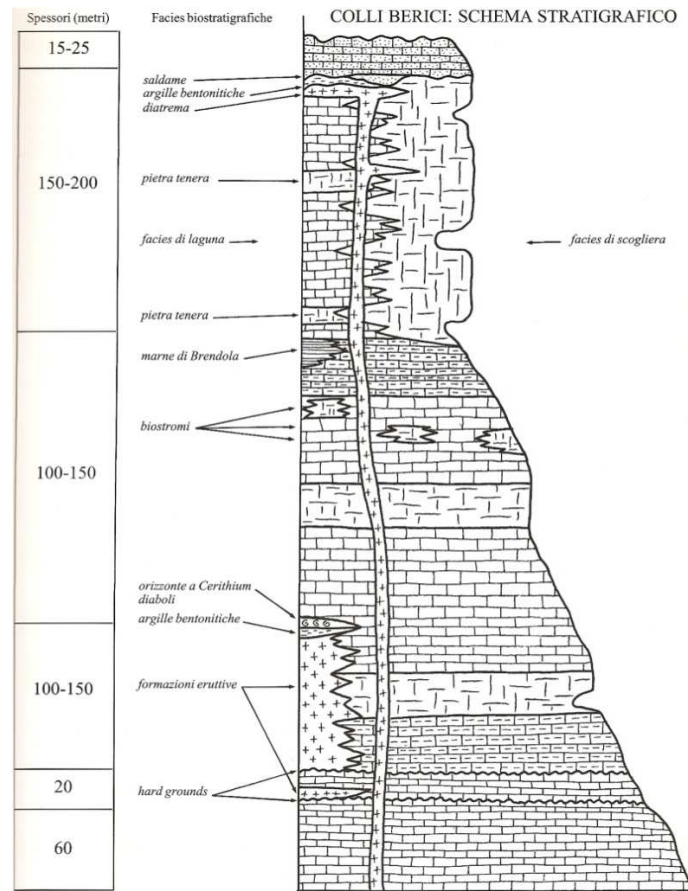 Spessori (metri)
Facies biostratigrafiche
COLLI BERICI: SCHEMA STRATIGRAFICO
15-25
saldame
argille bentonitiche
diatrema
150-200
pietra tenera
facies di laguna
facies di scogliera
pietra tenera
marne di Brendola
biostromi
100-150
orizzonte a Cerithium
diaboli
argille bentonitiche
100-150
formazioni eruttive
20
hard grounds
60